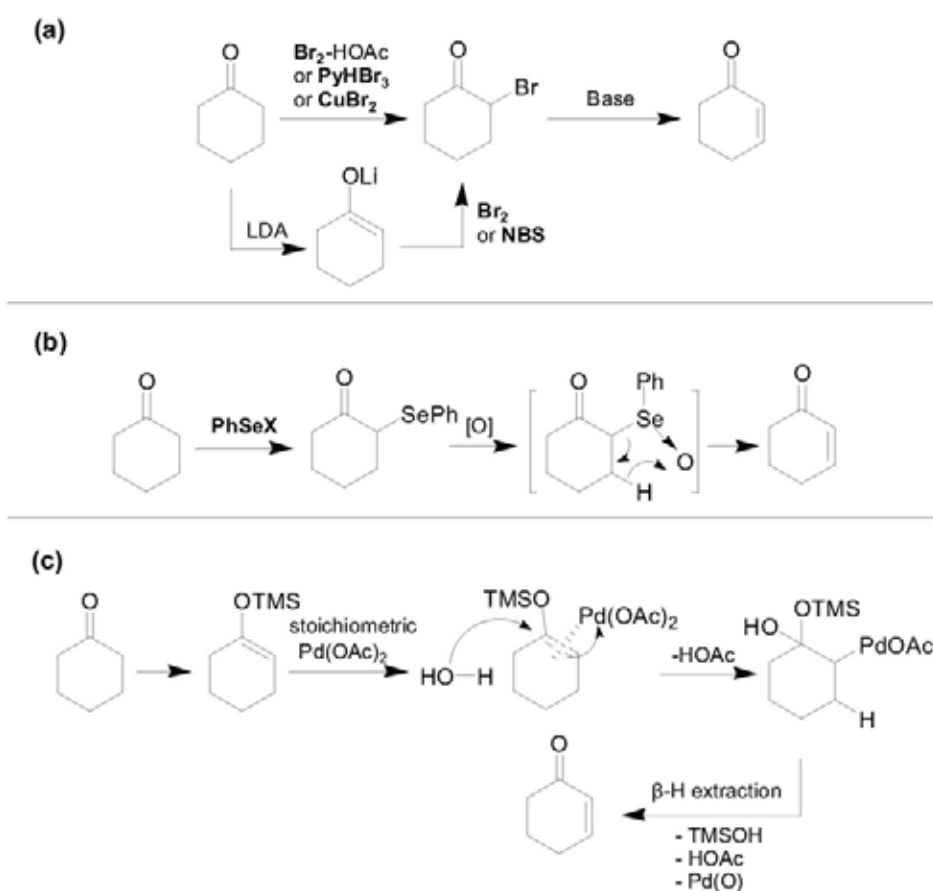 (a)
O
Br2-HOAc
or PyHBr3
or CuBr2
O
Br
Base
O
OLi
LDA
Br2
or NBS
(b)
O
PhSeX
O
SePh
[O]
O
Ph
Se
O
H
O
(c)
O
OTMS
stoichiometric
Pd(OAc)2
TMSO
Pd(OAc)2
HO-H
-HOAc
OTMS
HO
PdOAc
H
O
β-H extraction
- TMSOH
- HOAc
- Pd(O)